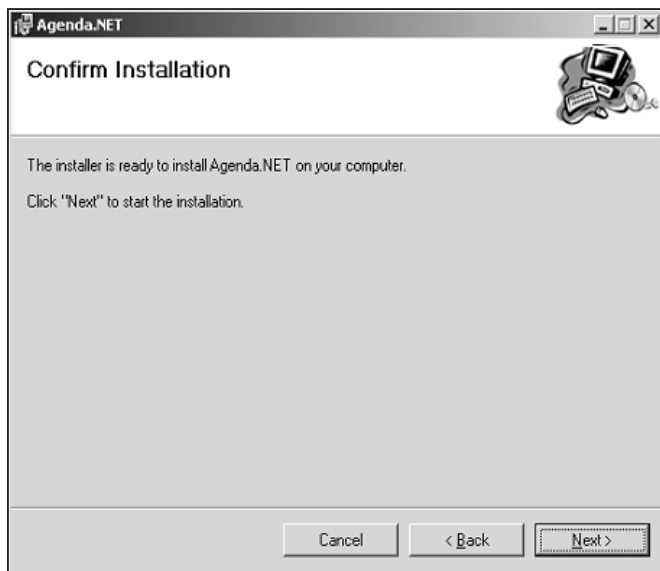 Agenda.NET
Confirm Installation
The installer is ready to install Agenda.NET on your computer.
Click "Next" to start the installation.
Cancel
< Back
Next >